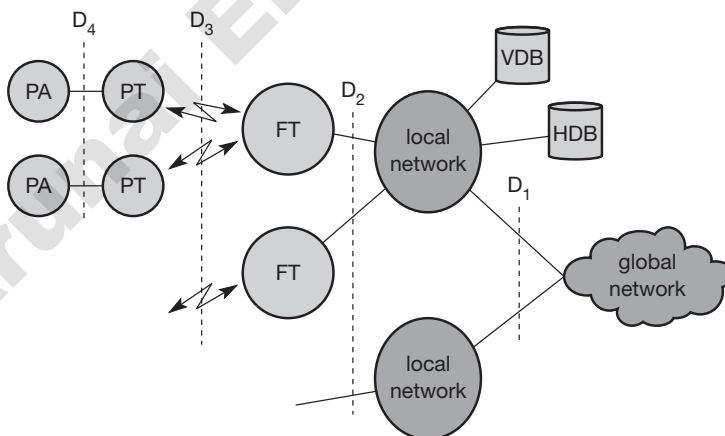 D4
D3
VDB
PA
PT
D2
FT
local
network
HDB
PA
PT
D1
FT
global
network
local
network